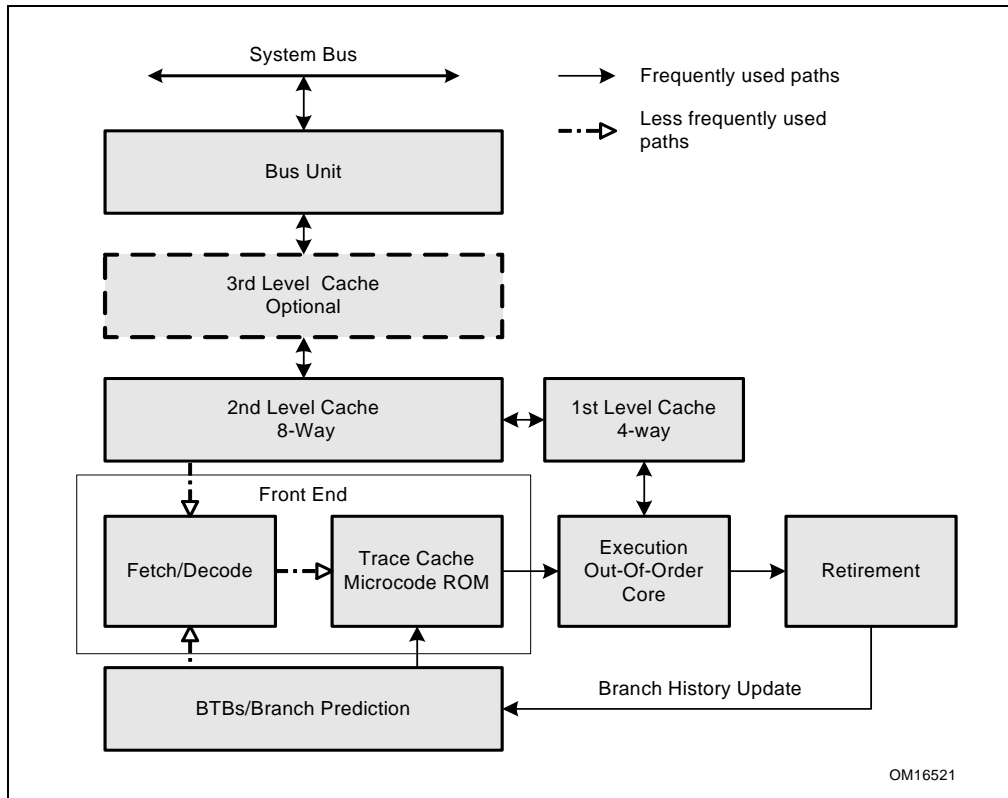 System Bus
Frequently used paths
Less frequently used
paths
Bus Unit
3rd Level Cache
Optional
2nd Level Cache
8-Way
1st Level Cache
4-way
Front End
Fetch/Decode
Trace Cache
Microcode ROM
Execution
Out-Of-Order
Core
Retirement
BTBs/Branch Prediction
Branch History Update
OM16521